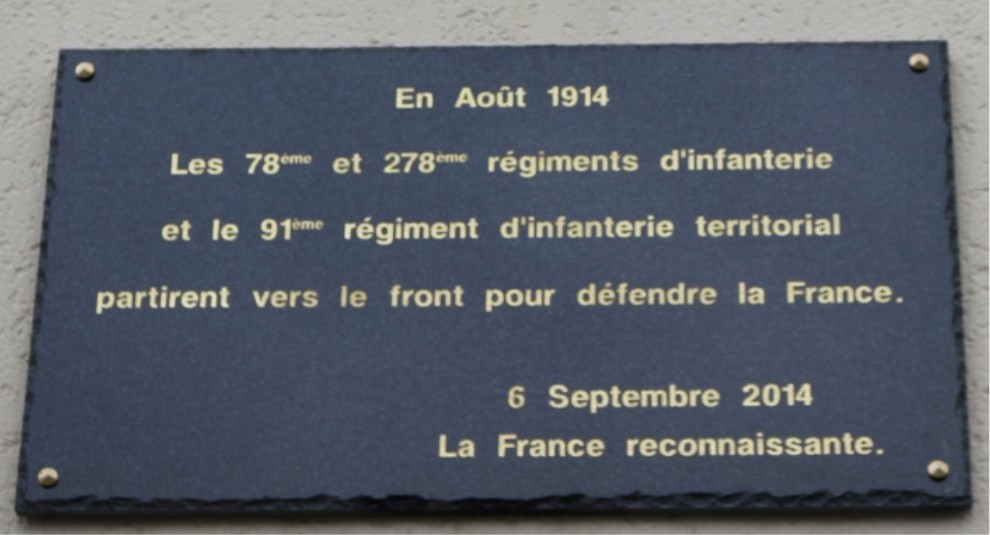 En Août 1914
Les 78ème et 278ème régiments d'infanterie
et le 91ème régiment d'infanterie territorial
partirent vers le front pour défendre la France.
6 Septembre 2014
La France reconnaissante.